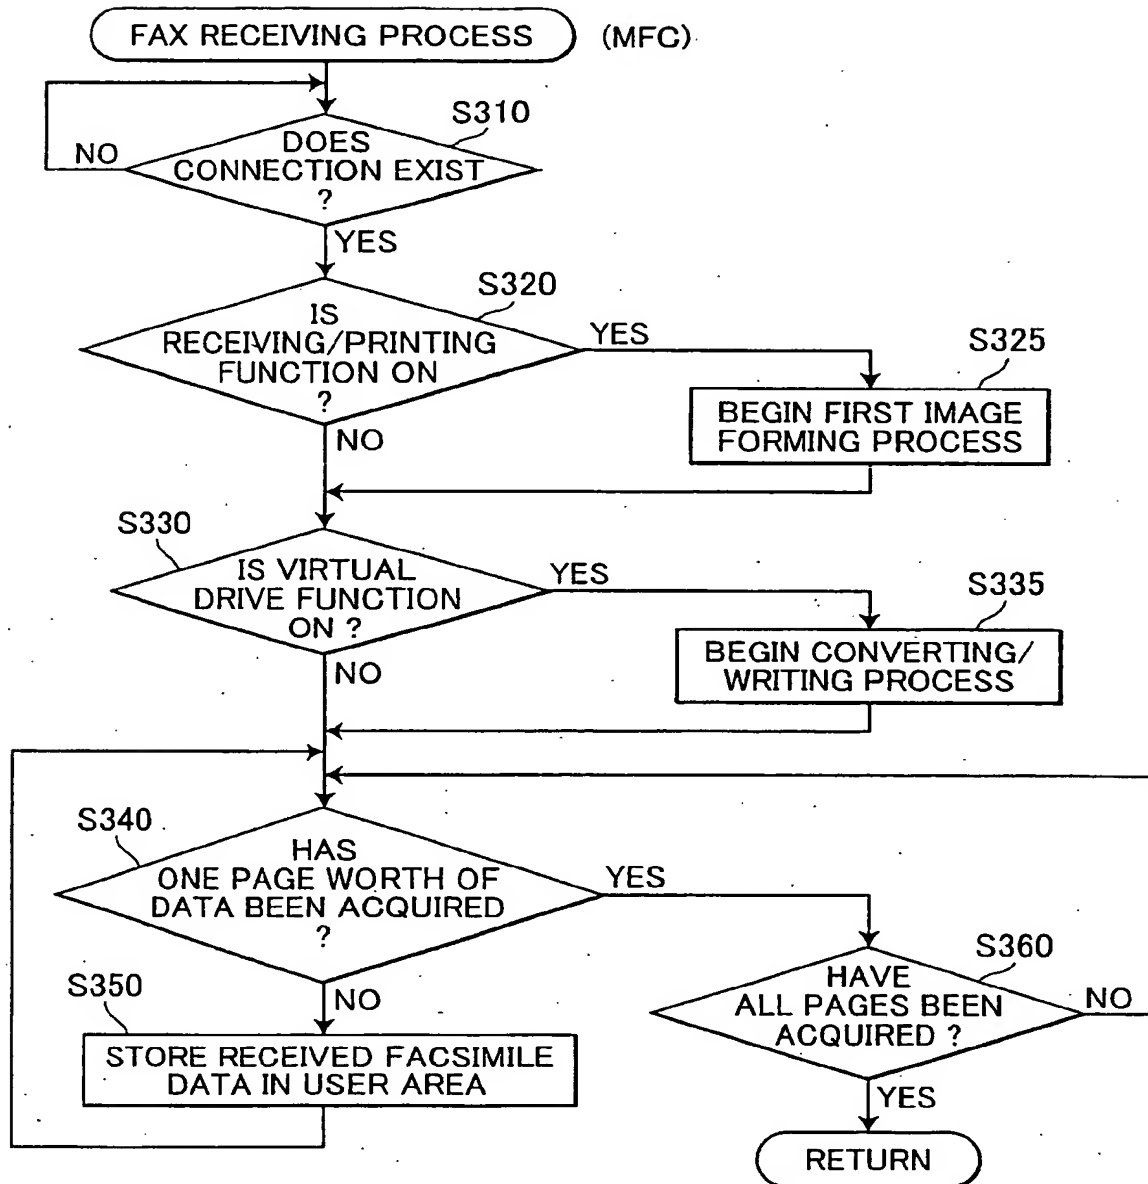 FAX RECEIVING PROCESS (MFC)
S310
DOES
CONNECTION EXIST
?
NO
YES
S320
IS
RECEIVING/PRINTING
FUNCTION ON
?
YES
NO
S325
BEGIN FIRST IMAGE
FORMING PROCESS
S330
IS VIRTUAL
DRIVE FUNCTION
ON ?
YES
NO
S335
BEGIN CONVERTING/
WRITING PROCESS
S340
HAS
ONE PAGE WORTH OF
DATA BEEN ACQUIRED
?
YES
NO
S350
STORE RECEIVED FACSIMILE
DATA IN USER AREA
S360
HAVE
ALL PAGES BEEN
ACQUIRED ?
NO
YES
RETURN